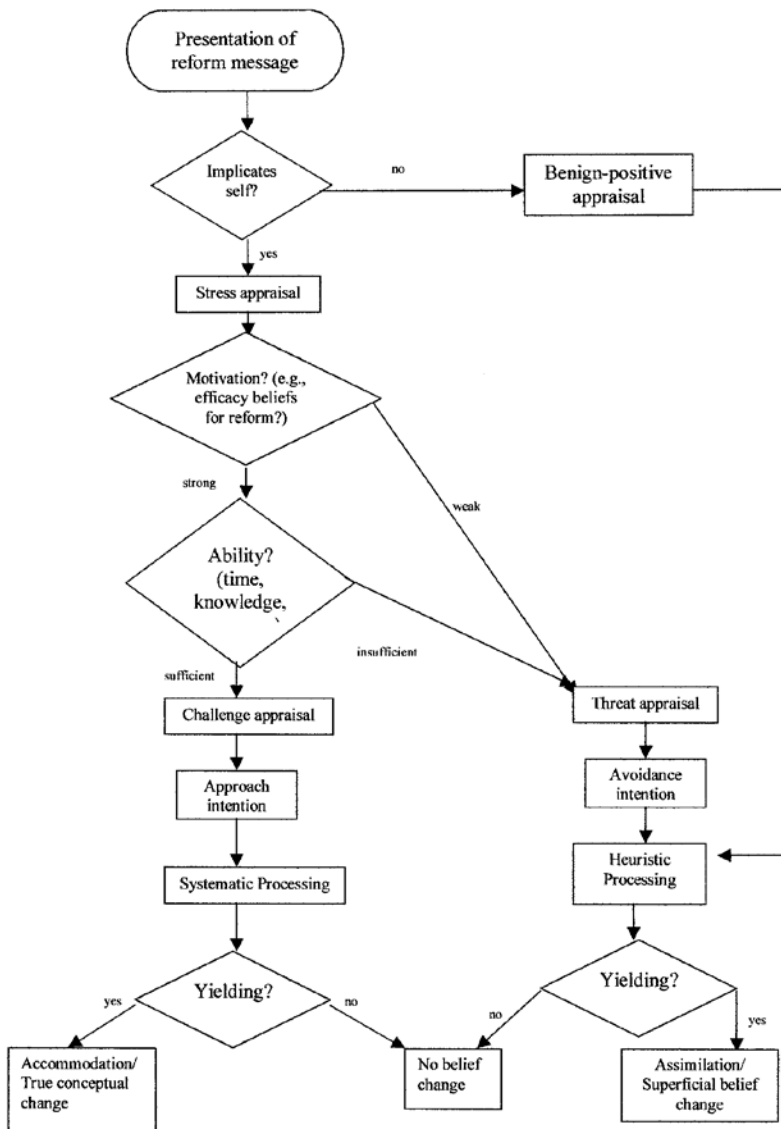 Presentation of
reform message
Implicates
self?
no
Benign-positive
appraisal
yes
Stress appraisal
Motivation? (e.g.,
efficacy beliefs
for reform?)
strong
weak
Ability?
(time,
knowledge,
insufficient
sufficient
Challenge appraisal
Threat appraisal
Approach
intention
Avoidance
intention
Systematic Processing
Heuristic
Processing
Yielding?
yes
no
Yielding?
no
yes
Accommodation/
True conceptual
change
No belief
change
Assimilation/
Superficial belief
change